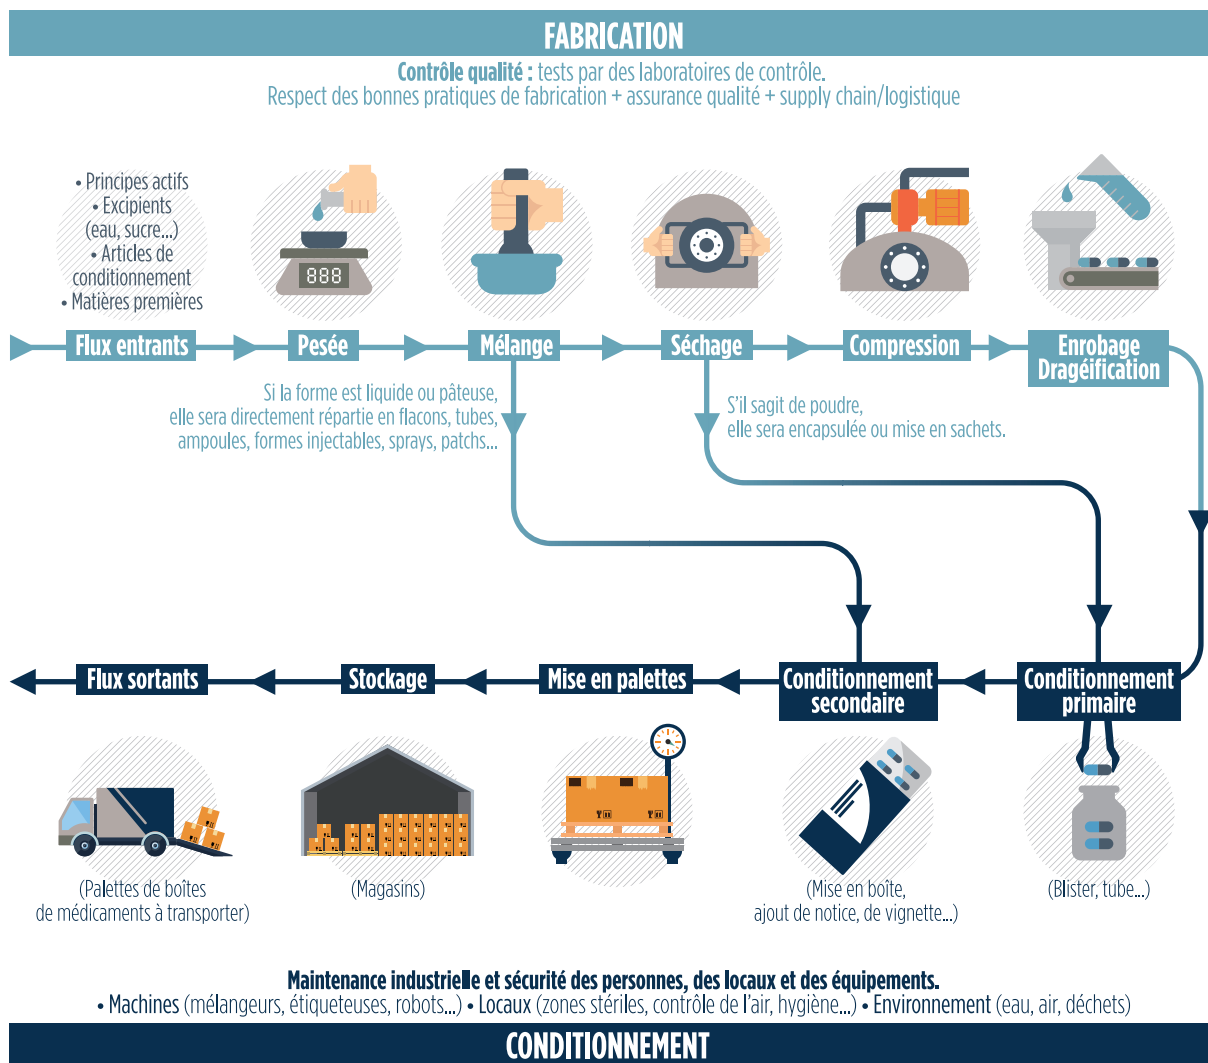 FABRICATION
Contrôle qualité : tests par des laboratoires de contrôle.
Respect des bonnes pratiques de fabrication + assurance qualité + supply chain/logistique
• Principes actifs
• Excipients
(eau, sucre...)
• Articles de
conditionnement
• Matières premières
888
Flux entrants
Pesée
Mélange
Séchage
Compression
Enrobage
Dragéification
Si la forme est liquide ou pâteuse,
elle sera directement répartie en flacons, tubes,
ampoules, formes injectables, sprays, patchs...
S'il sagit de poudre,
elle sera encapsulée ou mise en sachets.
Flux sortants
Stockage
Mise en palettes
Conditionnement
secondaire
Conditionnement
primaire
(Palettes de boîtes
de médicaments à transporter)
(Magasins)
(Mise en boîte,
ajout de notice, de vignette...)
(Blister, tube...)
Maintenance industrielle et sécurité des personnes, des locaux et des équipements.
• Machines (mélangeurs, étiqueteuses, robots...) • Locaux (zones stériles, contrôle de l'air, hygiène...) • Environnement (eau, air, déchets)
CONDITIONNEMENT